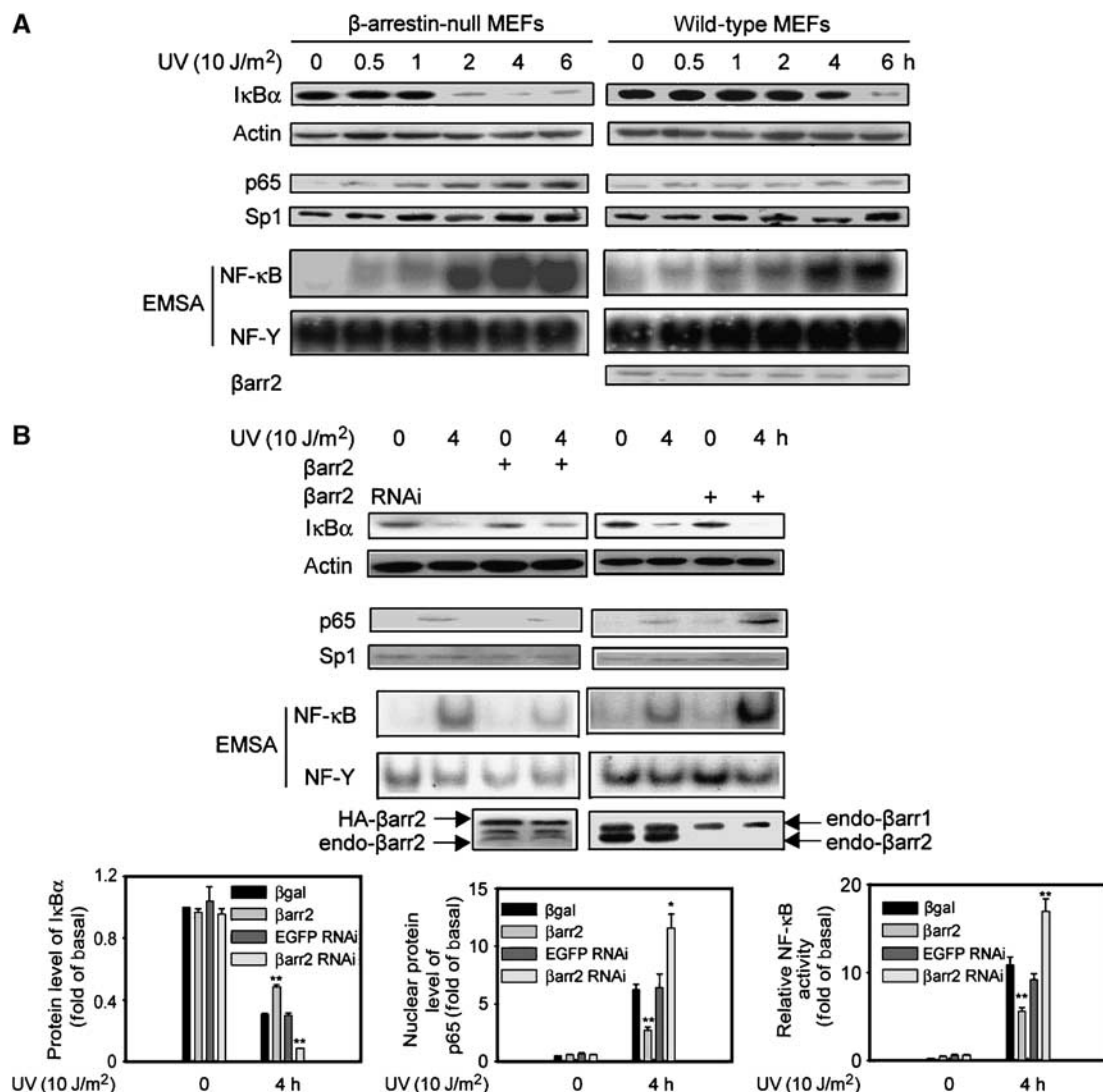 A
β-arrestin-null MEFs Wild-type MEFs
UV (10 J/m²) 0 0.5 1 2 4 6 0 0.5 1 2 4 6 h
IκBα
Actin
p65
Sp1
NF-κB
EMSA
NF-Y
βarr2
B
UV (10 J/m²) 0 4 0 4 0 4 0 4 h
βarr2 + +
βarr2 RNAi + +
IκBα
Actin
p65
Sp1
NF-κB
EMSA
NF-Y
HA-βarr2 endo-βarr1
endo-βarr2 endo-βarr2
Protein level of IκBα
(fold of basal)
1.2
0.8
0.4
0
βgal
βarr2
EGFP RNAi
βarr2 RNAi
**
**
UV (10 J/m²) 0 4 h
Nuclear protein
level of
p65 (fold of basal)
15
10
5
0
βgal
βarr2
EGFP RNAi
βarr2 RNAi
**
*
UV (10 J/m²) 0 4 h
Relative NF-κB
activity
(fold of basal)
20
10
0
βgal
βarr2
EGFP RNAi
βarr2 RNAi
**
**
UV (10 J/m²) 0 4 h